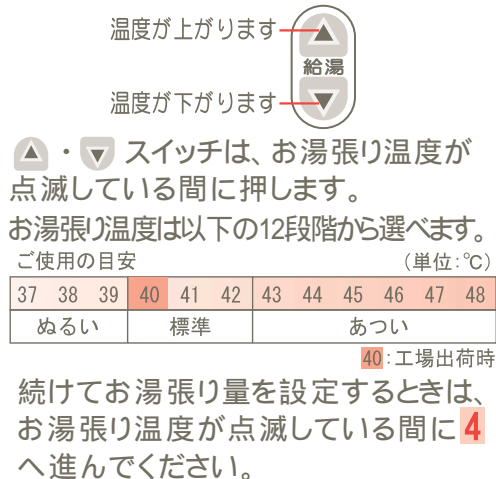 温度が上がります
▲
給湯
温度が下がります
▼
▲・▼ スイッチは、お湯張り温度が
点滅している間に押します。
お湯張り温度は以下の12段階から選べます。
ご使用の目安 (単位:℃)
37 38 39 40 41 42 43 44 45 46 47 48
ぬるい 標準 あつい
40:工場出荷時
続けてお湯張り量を設定するときは、
お湯張り温度が点滅している間に4
へ進んでください。